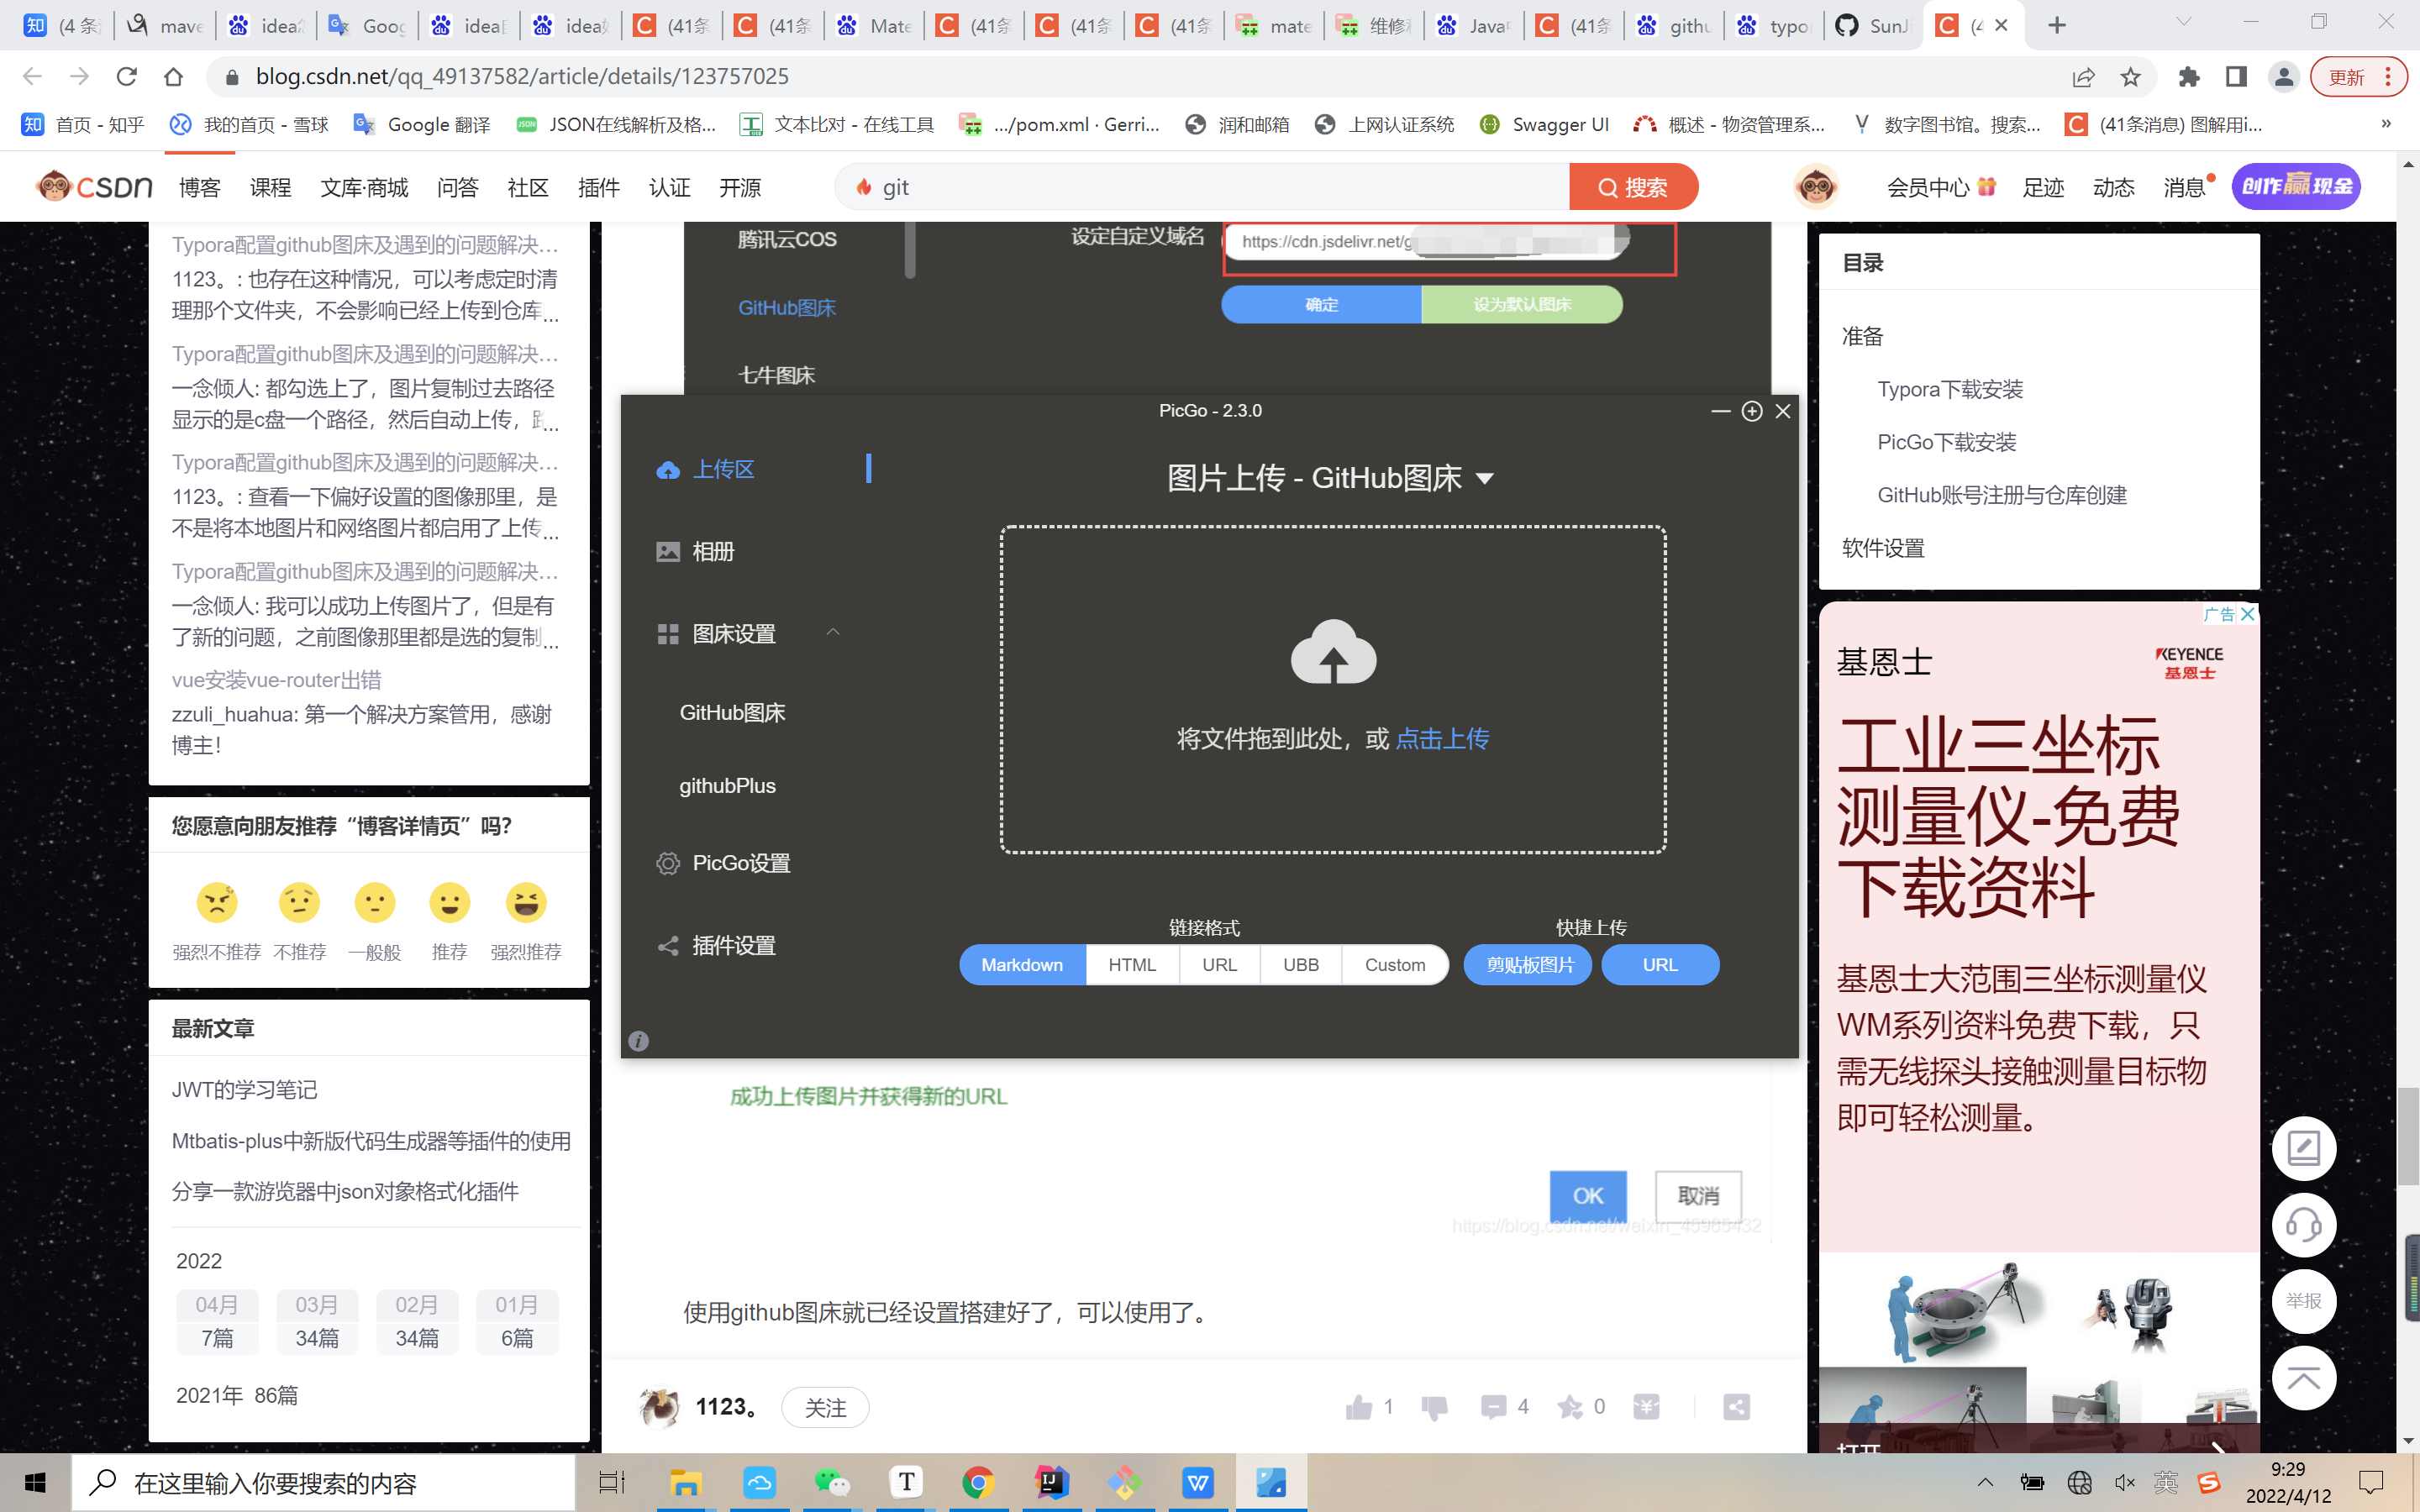 (4 条
mave
idea
Goog
idea
idea
(41条
(41条
Mate
(41条
(41条
(41条
mate
维修
Java
(41条
githu
typo
SunJ
(4
blog.csdn.net/qq_49137582/article/details/123757025
更新
首页 - 知乎
我的首页 - 雪球
Google 翻译
JSON在线解析及格...
文本比对 - 在线工具
.../pom.xml · Gerri...
润和邮箱
上网认证系统
Swagger UI
概述 - 物资管理系...
数字图书馆。搜索...
(41条消息) 图解用i...
»
CSDN
博客
课程
文库·商城
问答
社区
插件
认证
开源
git
搜索
会员中心
足迹
动态
消息
创作赢现金
Typora配置github图床及遇到的问题解决...
1123。: 也存在这种情况，可以考虑定时清
理那个文件夹，不会影响已经上传到仓库...
Typora配置github图床及遇到的问题解决...
一念倾人: 都勾选上了，图片复制过去路径
显示的是c盘一个路径，然后自动上传，路...
Typora配置github图床及遇到的问题解决...
1123。: 查看一下偏好设置的图像那里，是
不是将本地图片和网络图片都启用了上传...
Typora配置github图床及遇到的问题解决...
一念倾人: 我可以成功上传图片了，但是有
了新的问题，之前图像那里都是选的复制...
vue安装vue-router出错
zzuli_huahua: 第一个解决方案管用，感谢
博主！
您愿意向朋友推荐“博客详情页”吗？
强烈不推荐
不推荐
一般般
推荐
强烈推荐
最新文章
JWT的学习笔记
Mtbatis-plus中新版代码生成器等插件的使用
分享一款游览器中json对象格式化插件
2022
04月
7篇
03月
34篇
02月
34篇
01月
6篇
2021年 86篇
腾讯云COS
设定自定义域名
https://cdn.jsdelivr.net/g
GitHub图床
确定
设为默认图床
七牛图床
PicGo - 2.3.0
上传区
相册
图床设置
GitHub图床
githubPlus
PicGo设置
插件设置
图片上传 - GitHub图床
将文件拖到此处，或 点击上传
链接格式
快捷上传
Markdown
HTML
URL
UBB
Custom
剪贴板图片
URL
成功上传图片并获得新的URL
OK
取消
https://blog.csdn.net/weixin_45965432
使用github图床就已经设置搭建好了，可以使用了。
1123。
关注
1
4
0
目录
准备
Typora下载安装
PicGo下载安装
GitHub账号注册与仓库创建
软件设置
广告
基恩士
KEYENCE
基恩士
工业三坐标
测量仪-免费
下载资料
基恩士大范围三坐标测量仪
WM系列资料免费下载，只
需无线探头接触测量目标物
即可轻松测量。
打开
举报
在这里输入你要搜索的内容
英
9:29
2022/4/12